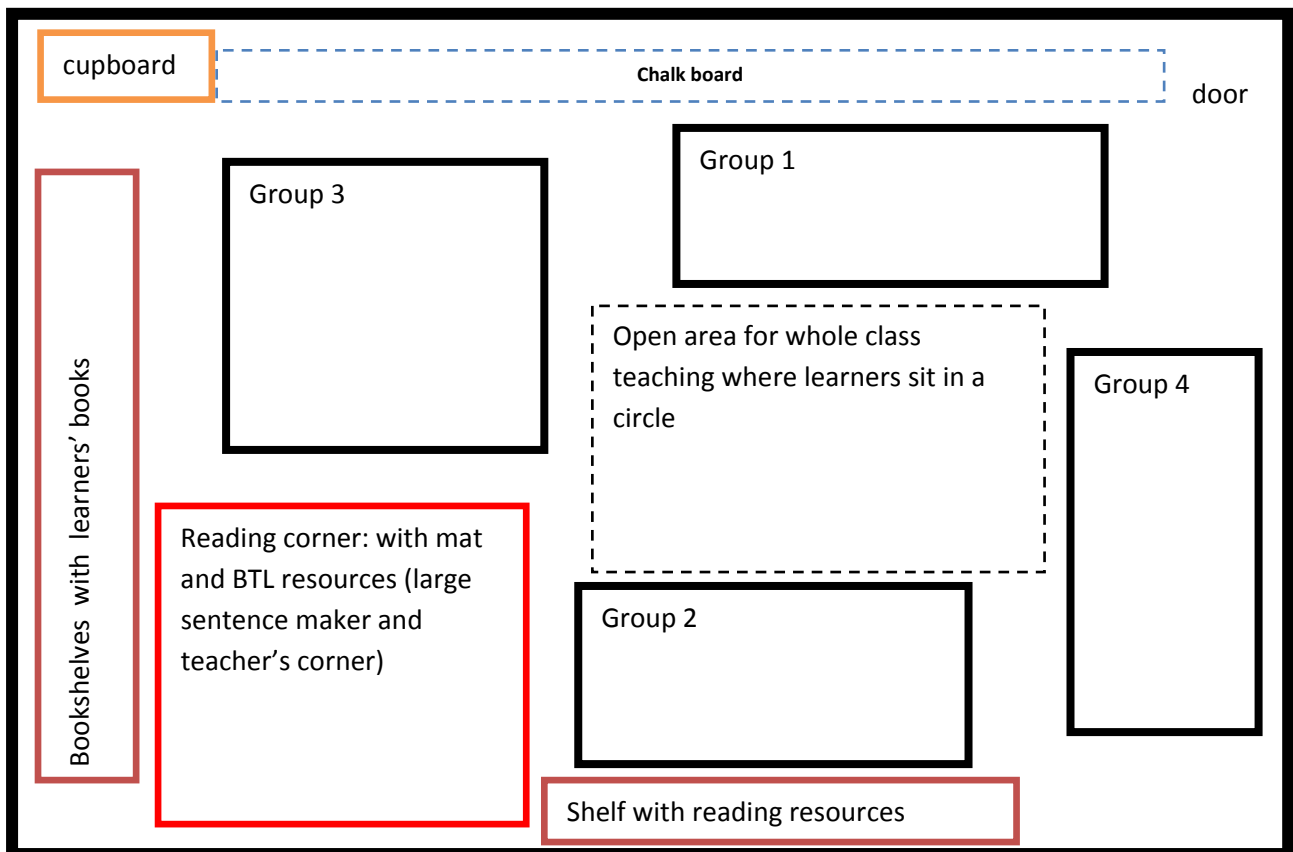 cupboard
Chalk board
door
Group 3
Group 1
Open area for whole class
teaching where learners sit in a
circle
Group 4
Bookshelves with learners’ books
Reading corner: with mat
and BTL resources (large
sentence maker and
teacher’s corner)
Group 2
Shelf with reading resources